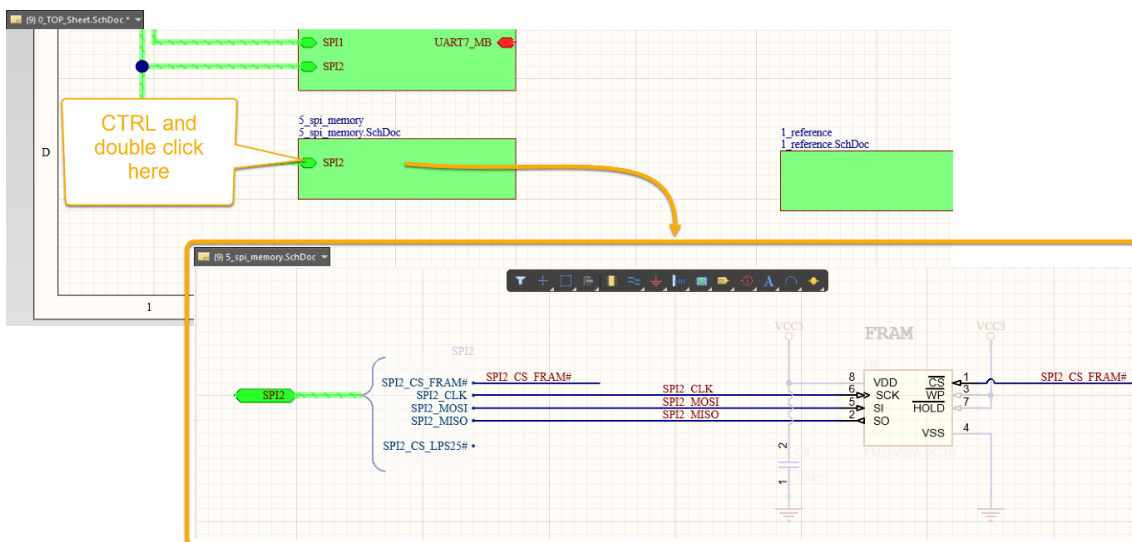 (9) 0_TOP_Sheet.SchDoc *
SPI1
UART7_MB
SPI2
CTRL and
double click
here
D
5_spi_memory
5_spi_memory.SchDoc
SPI2
1_reference
1_reference.SchDoc
1
(9) 5_spi_memory.SchDoc
A
VCC3
FRAM
VCC3
SPI2
SPI2
SPI2_CS_FRAM#
SPI2_CS_FRAM#
SPI2_CLK
SPI2_CLK
SPI2_MOSI
SPI2_MOSI
SPI2_MISO
SPI2_MISO
SPI2_CS_LPS25#
8 VDD CS 1
SPI2_CS_FRAM#
6 SCK WP 3
5 SI HOLD 7
2 SO
VSS 4
2
1